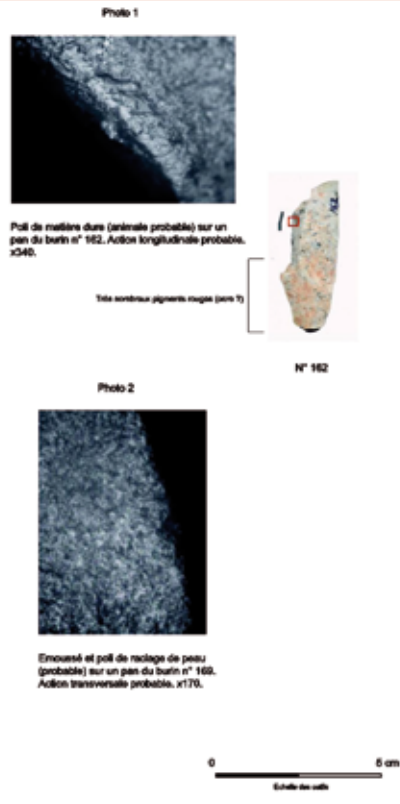 Photo 1
Poli de matière dure (animale probable) sur un
pan du burin n° 162. Action longitudinale probable.
x340.
Très nombreux pigments rouges (ocre ?)
N° 162
Photo 2
Emoussé et poli de raclage de peau
(probable) sur un pan du burin n° 169.
Action transversale probable. x170.
0
5 cm
Echelle des outils